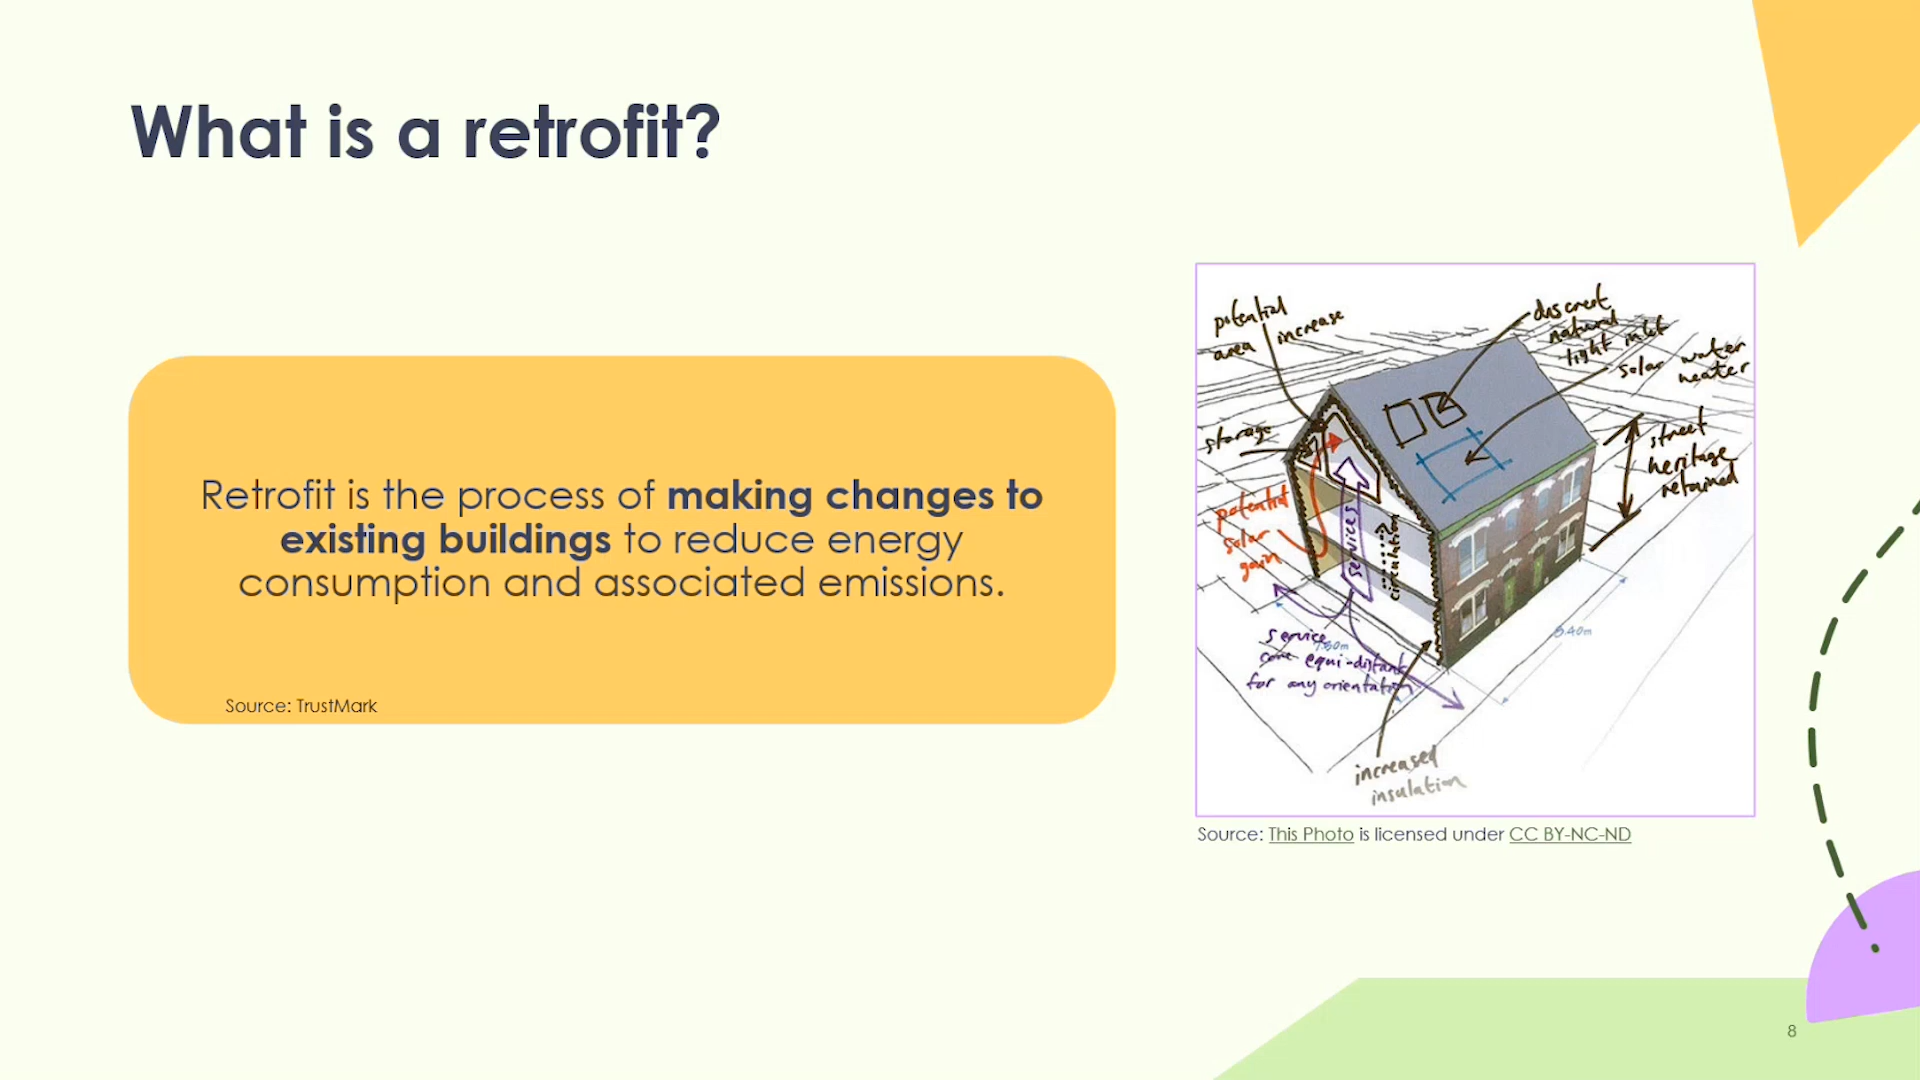 What is a retrofit?
Retrofit is the process of making changes to
existing buildings to reduce energy
consumption and associated emissions.
Source: TrustMark
potential
area increase
discreet
natural
light inlet
solar water
heater
storage
street
heritage
retained
potential
solar
gain
services
circulation
service
core equi-distant
for any orientation
5.40m
increased
insulation
Source: This Photo is licensed under CC BY-NC-ND
8